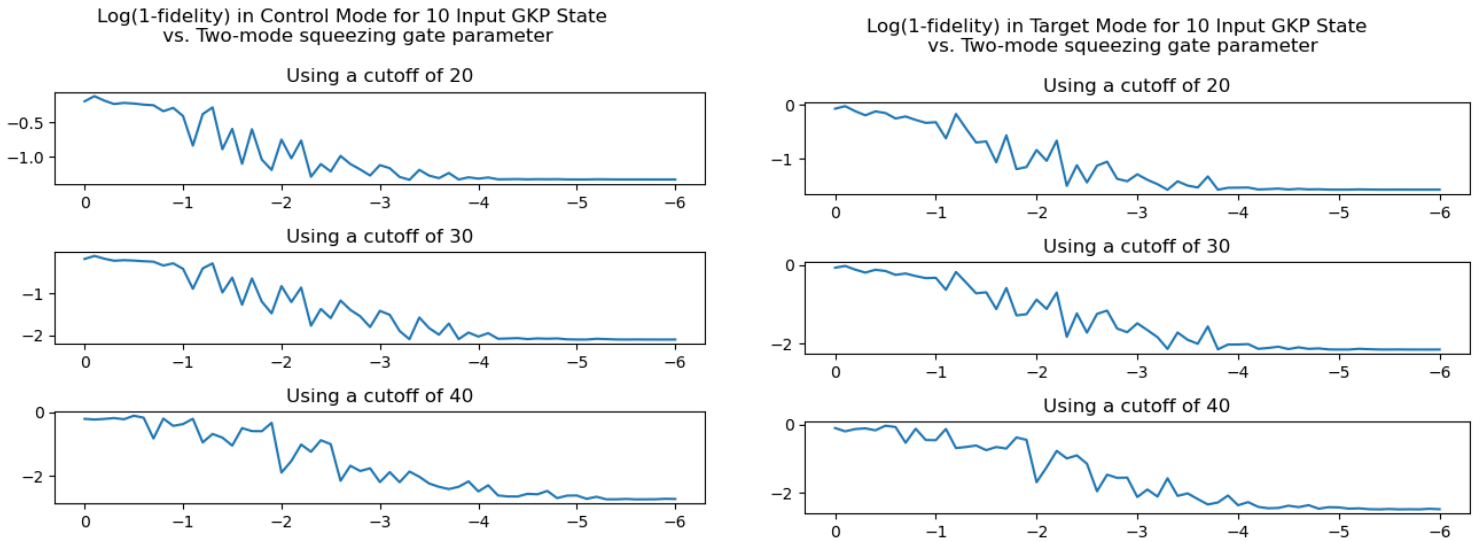 Log(1-fidelity) in Control Mode for 10 Input GKP State
vs. Two-mode squeezing gate parameter
Using a cutoff of 20
−0.5
−1.0
0 −1 −2 −3 −4 −5 −6
Using a cutoff of 30
−1
−2
0 −1 −2 −3 −4 −5 −6
Using a cutoff of 40
0
−2
0 −1 −2 −3 −4 −5 −6
Log(1-fidelity) in Target Mode for 10 Input GKP State
vs. Two-mode squeezing gate parameter
Using a cutoff of 20
0
−1
0 −1 −2 −3 −4 −5 −6
Using a cutoff of 30
0
−2
0 −1 −2 −3 −4 −5 −6
Using a cutoff of 40
0
−2
0 −1 −2 −3 −4 −5 −6